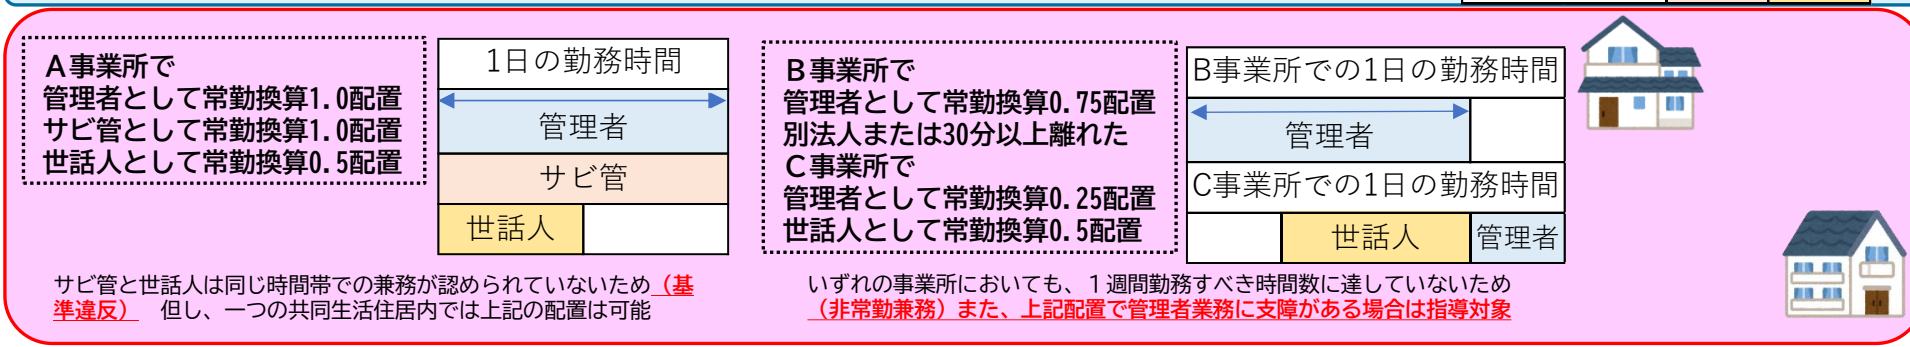 A事業所で
管理者として常勤換算1.0配置
サビ管として常勤換算1.0配置
世話人として常勤換算0.5配置
1日の勤務時間
管理者
サビ管
世話人
サビ管と世話人は同じ時間帯での兼務が認められていないため（基
準違反）　但し、一つの共同生活住居内では上記の配置は可能
B事業所で
管理者として常勤換算0.75配置
別法人または30分以上離れた
C事業所で
管理者として常勤換算0.25配置
世話人として常勤換算0.5配置
B事業所での1日の勤務時間
管理者
C事業所での1日の勤務時間
世話人
管理者
いずれの事業所においても、１週間勤務すべき時間数に達していないため
（非常勤兼務）また、上記配置で管理者業務に支障がある場合は指導対象